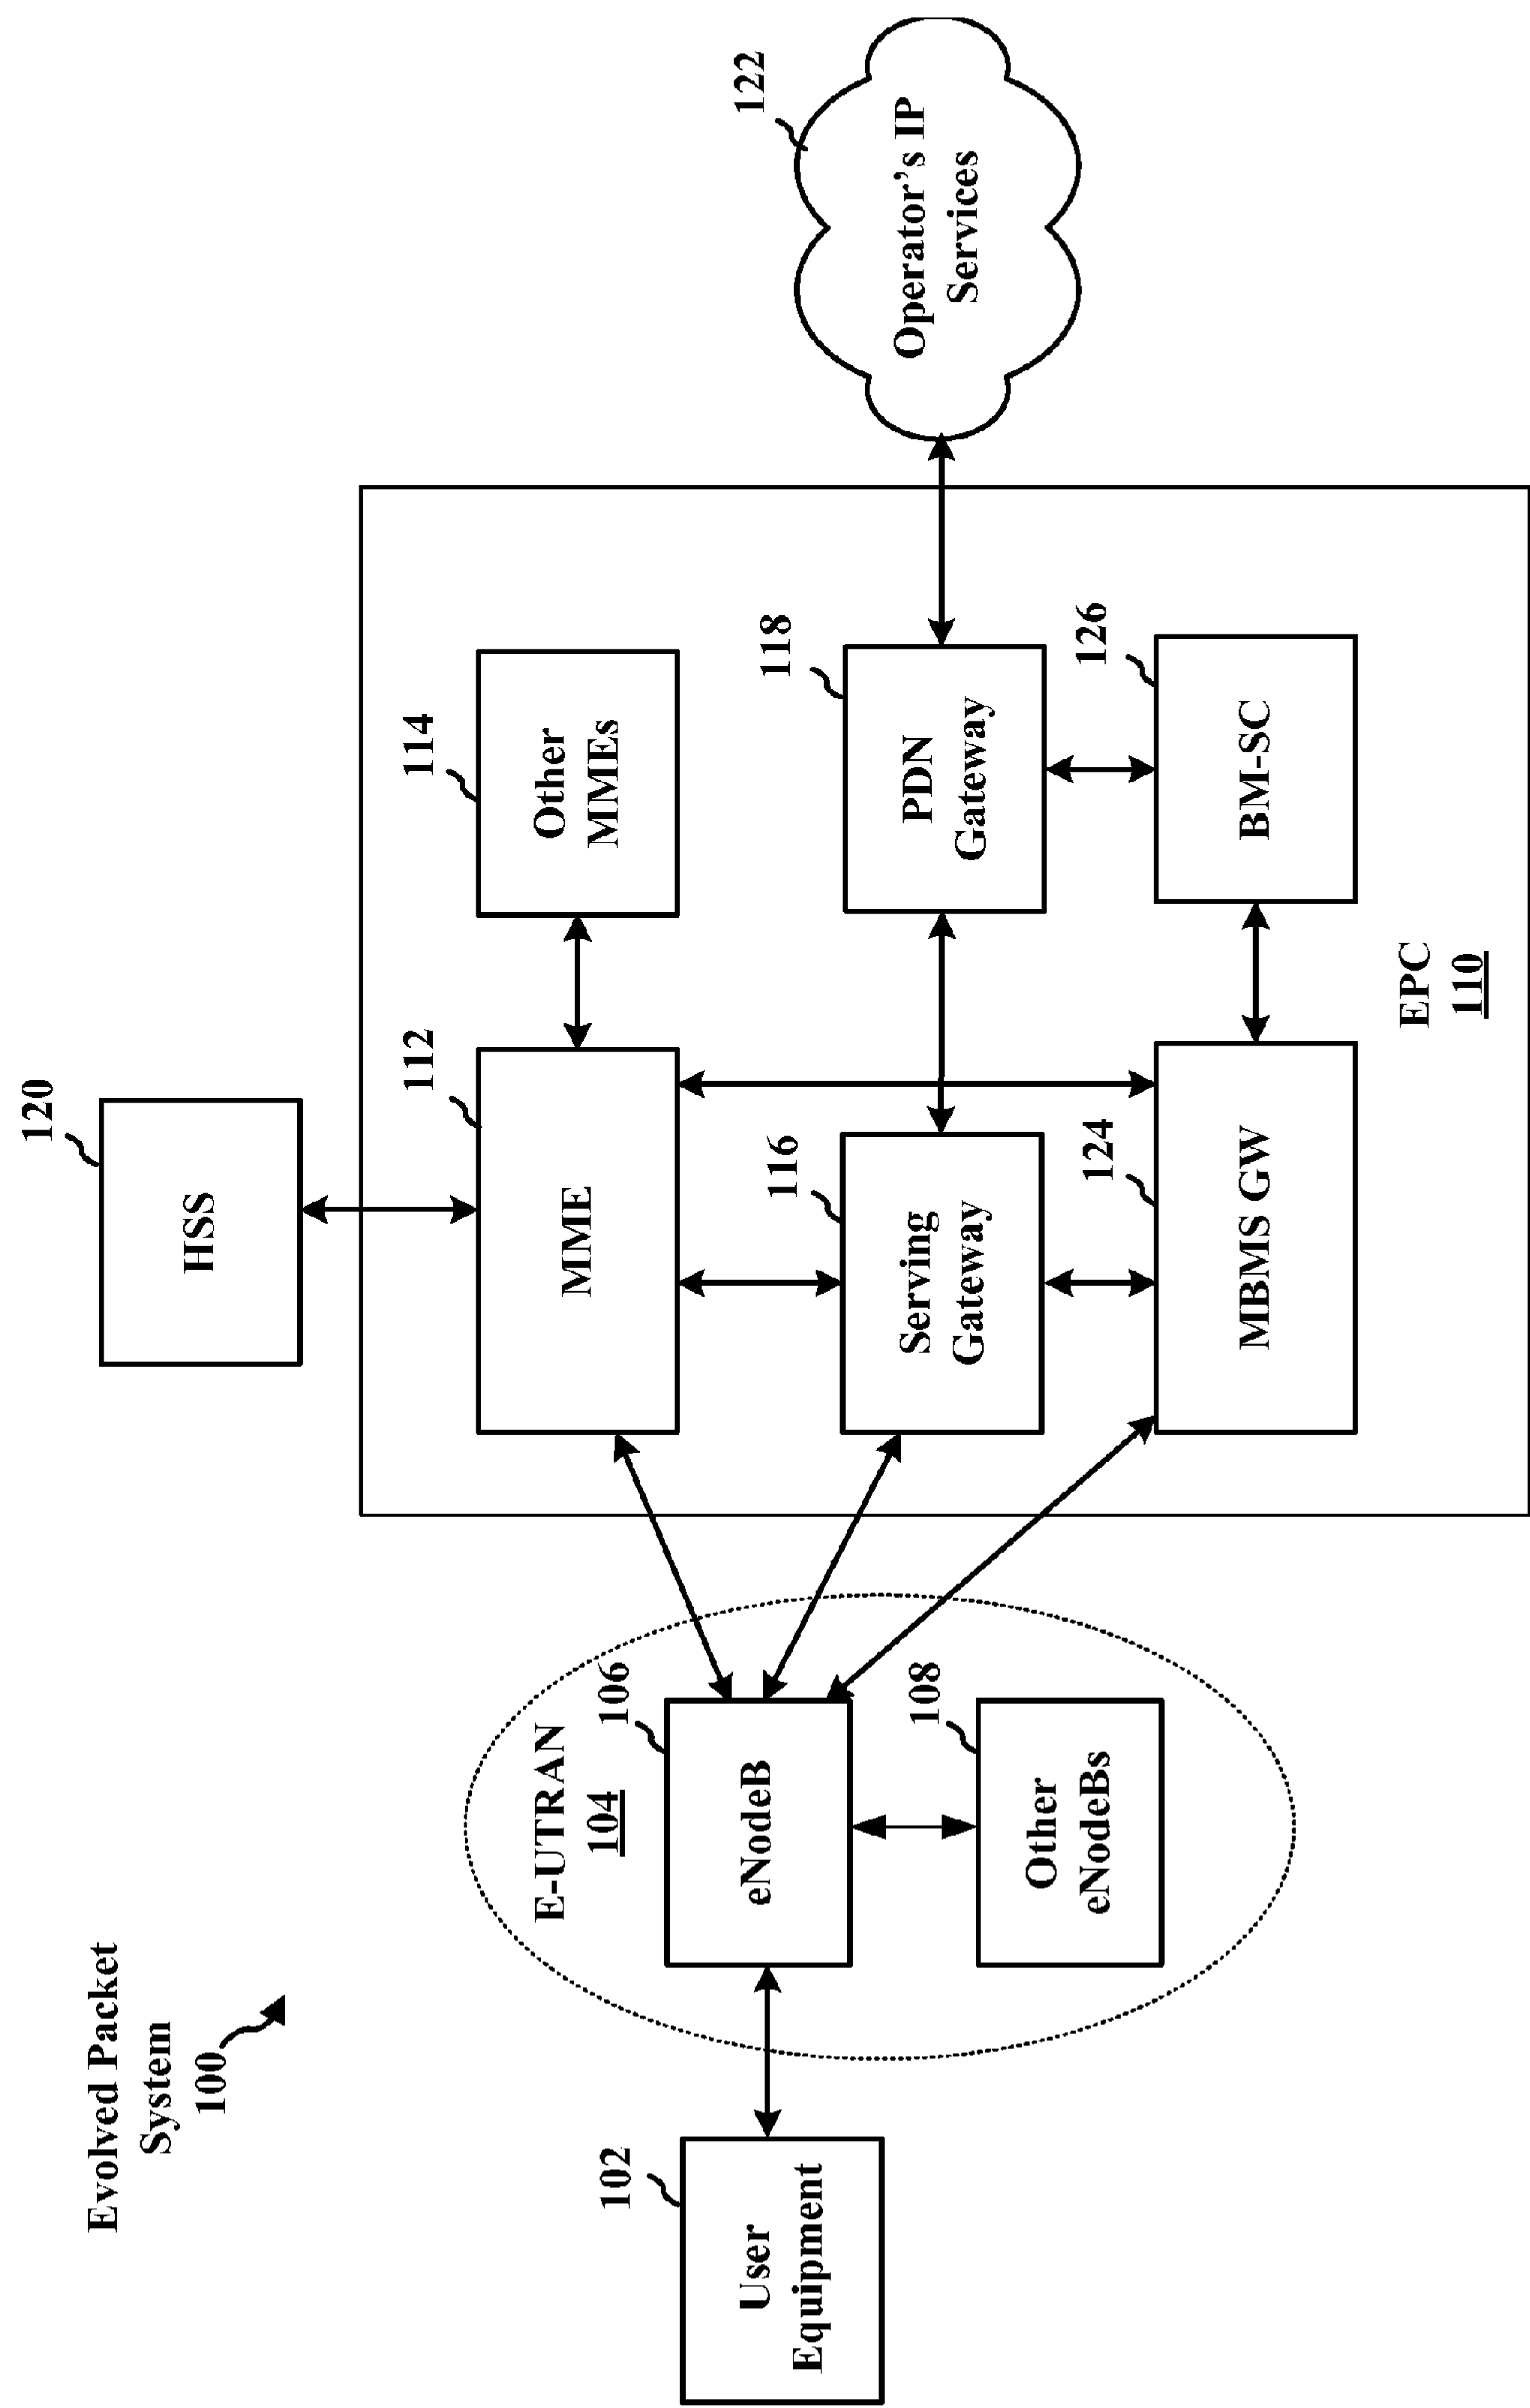 Evolved Packet
System
100
102
User
Equipment
E-UTRAN
104
106
eNodeB
108
Other
eNodeBs
120
HSS
112
MME
114
Other
MMEs
116
Serving
Gateway
118
PDN
Gateway
124
MBMS GW
126
BM-SC
EPC
110
122
Operator's IP
Services